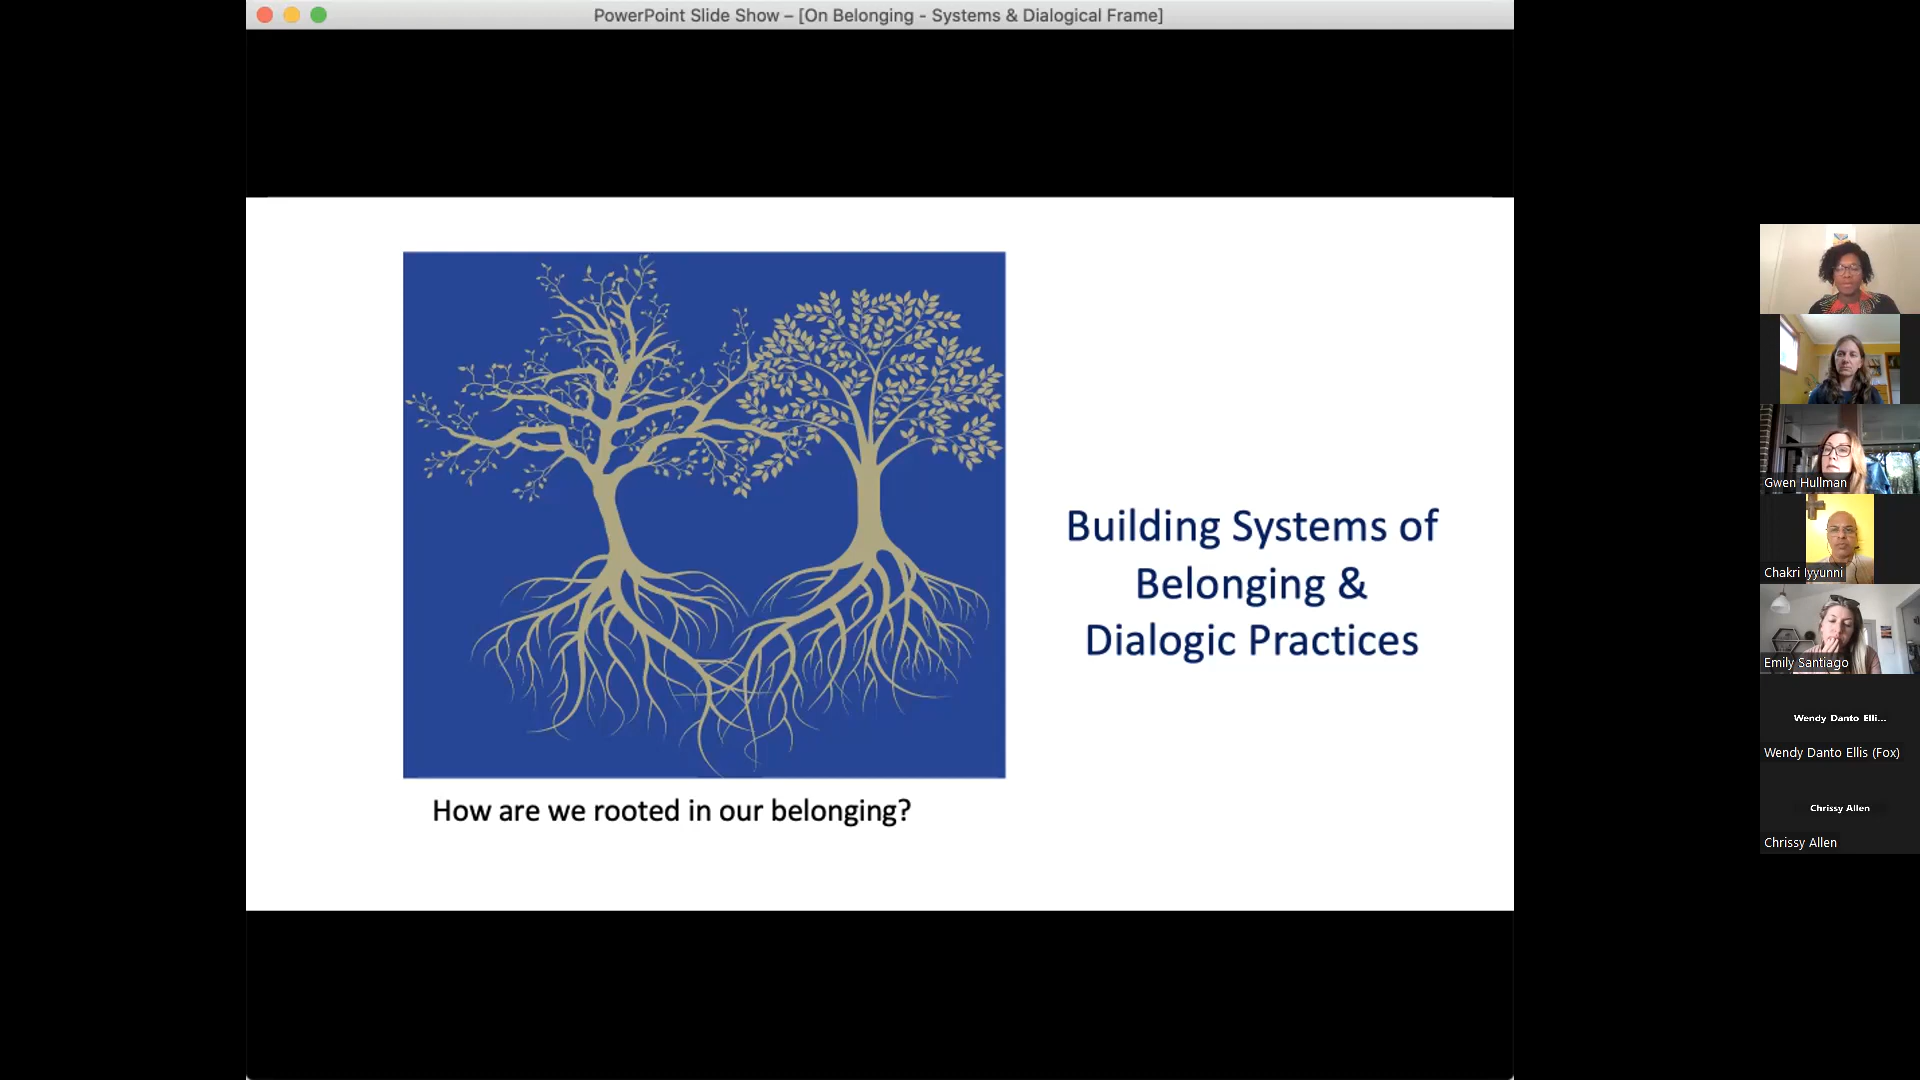 PowerPoint Slide Show – [On Belonging - Systems & Dialogical Frame]
Building Systems of
Belonging &
Dialogic Practices
How are we rooted in our belonging?
Gwen Hullman
Chakri Iyyunni
Emily Santiago
Wendy Danto Elli...
Wendy Danto Ellis (Fox)
Chrissy Allen
Chrissy Allen